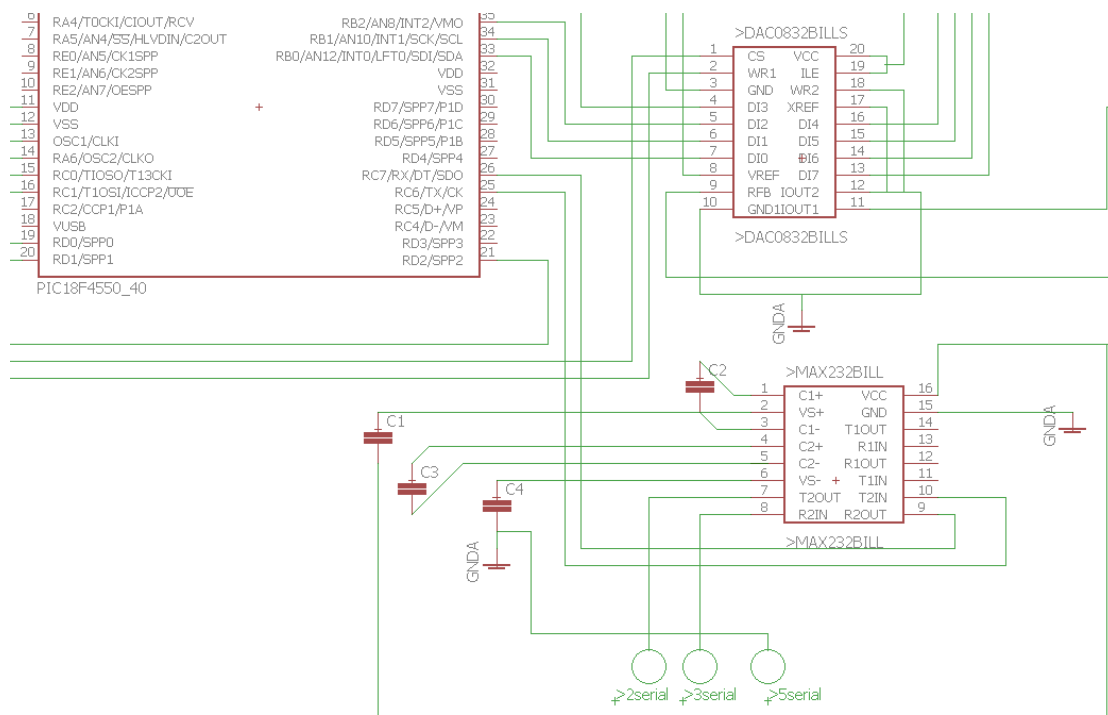 6 RA4/T0CKI/CIOUT/RCV
7 RA5/AN4/SS/HLVDIN/C2OUT
8 RE0/AN5/CK1SPP
9 RE1/AN6/CK2SPP
10 RE2/AN7/OESPP
11 VDD
12 VSS
13 OSC1/CLKI
14 RA6/OSC2/CLKO
15 RC0/TIOSO/T13CKI
16 RC1/T1OSI/ICCP2/UOE
17 RC2/CCP1/P1A
18 VUSB
19 RD0/SPP0
20 RD1/SPP1
RB2/AN8/INT2/VMO 35
RB1/AN10/INT1/SCK/SCL 34
RB0/AN12/INT0/LFT0/SDI/SDA 33
VDD 32
VSS 31
RD7/SPP7/P1D 30
RD6/SPP6/P1C 29
RD5/SPP5/P1B 28
RD4/SPP4 27
RC7/RX/DT/SDO 26
RC6/TX/CK 25
RC5/D+/VP 24
RC4/D-/VM 23
RD3/SPP3 22
RD2/SPP2 21
PIC18F4550_40
>DAC0832BILLS
1 CS VCC 20
2 WR1 ILE 19
3 GND WR2 18
4 DI3 XREF 17
5 DI2 DI4 16
6 DI1 DI5 15
7 DI0 DI6 14
8 VREF DI7 13
9 RFB IOUT2 12
10 GND1IOUT1 11
>DAC0832BILLS
GNDA
>MAX232BILL
1 C1+ VCC 16
2 VS+ GND 15
3 C1- T1OUT 14
4 C2+ R1IN 13
5 C2- R1OUT 12
6 VS- T1IN 11
7 T2OUT T2IN 10
8 R2IN R2OUT 9
>MAX232BILL
GNDA
C2
C1
C3
C4
GNDA
>2serial
>3serial
>5serial